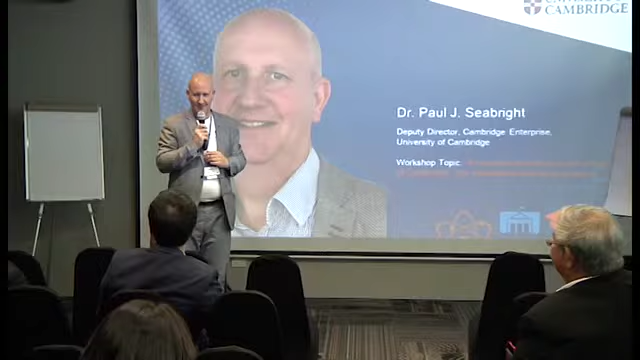 CAMBRIDGE
Dr. Paul J. Seabright
Deputy Director, Cambridge Enterprise,
University of Cambridge
Workshop Topic: